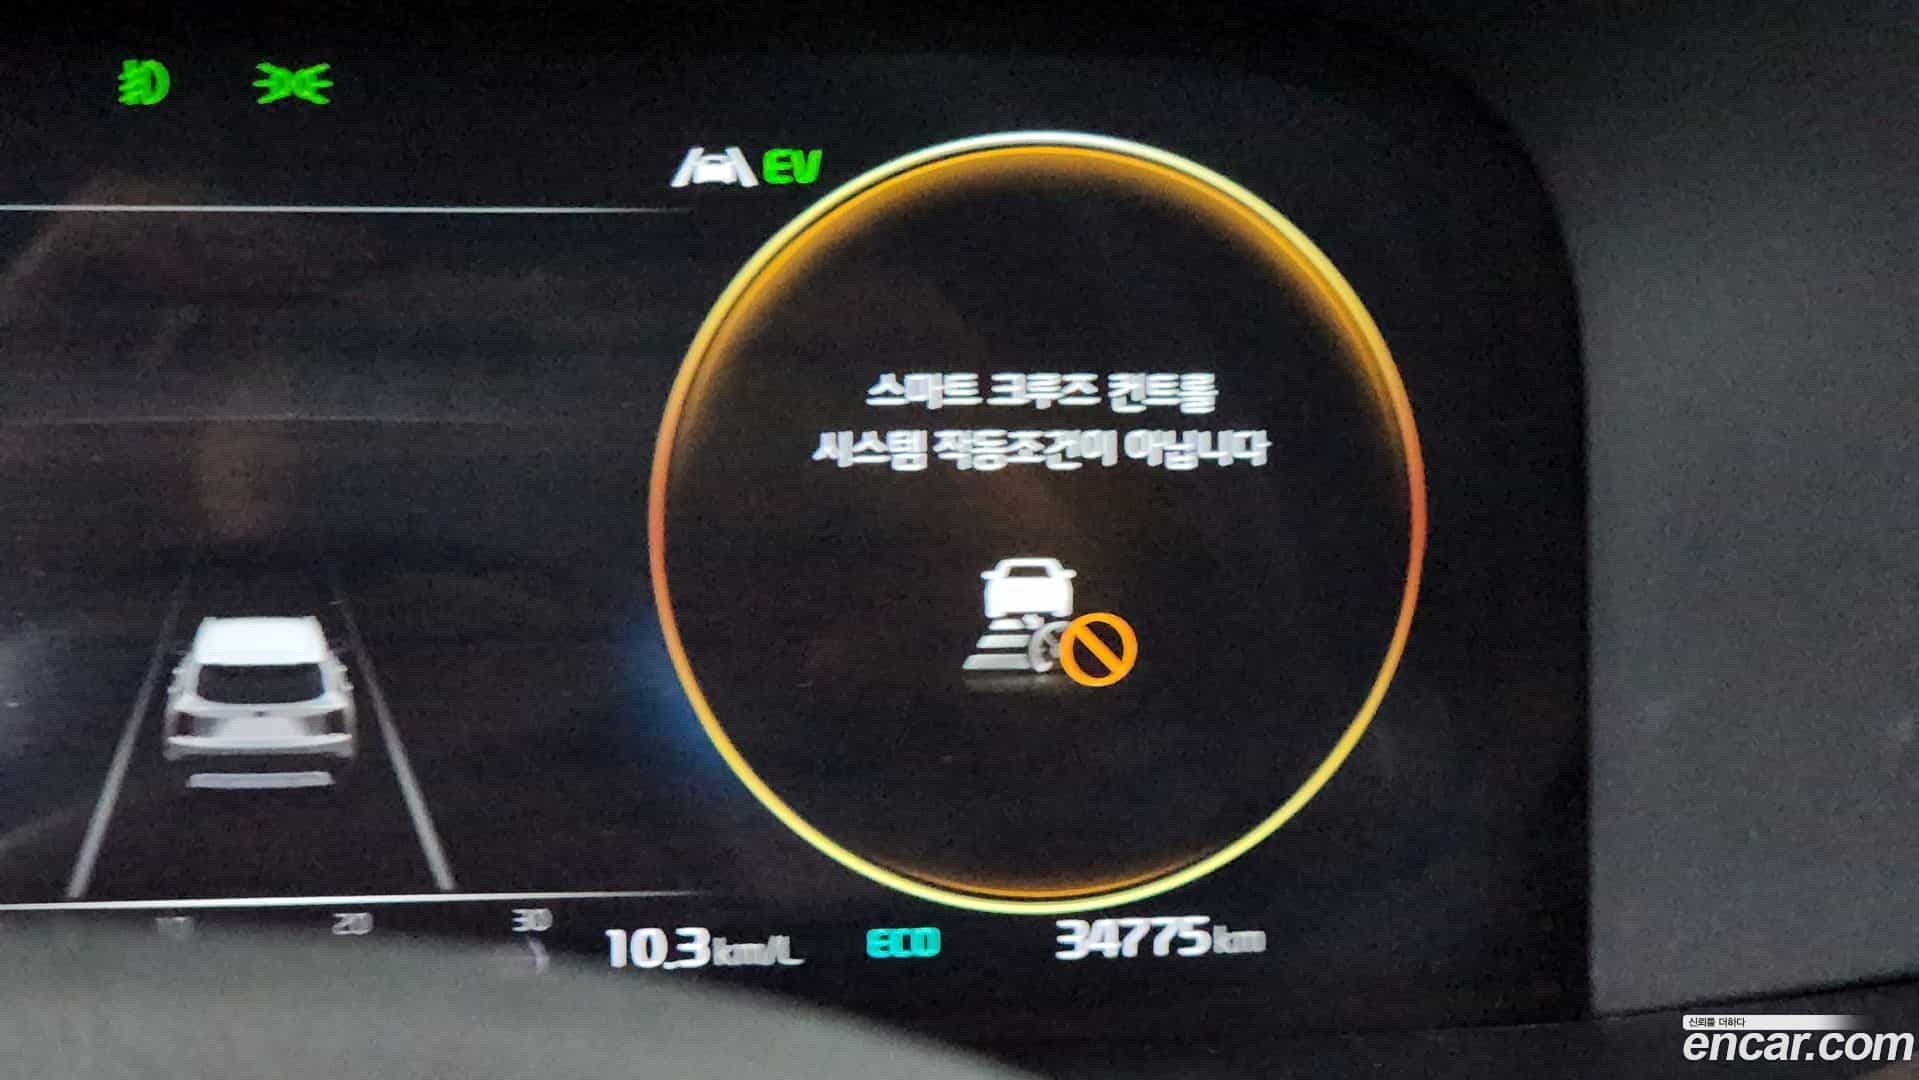 EV
스마트 크루즈 컨트롤
시스템 작동조건이 아닙니다
20 30
10.3km/L ECO 34775km
신뢰를 더하다
encar.com